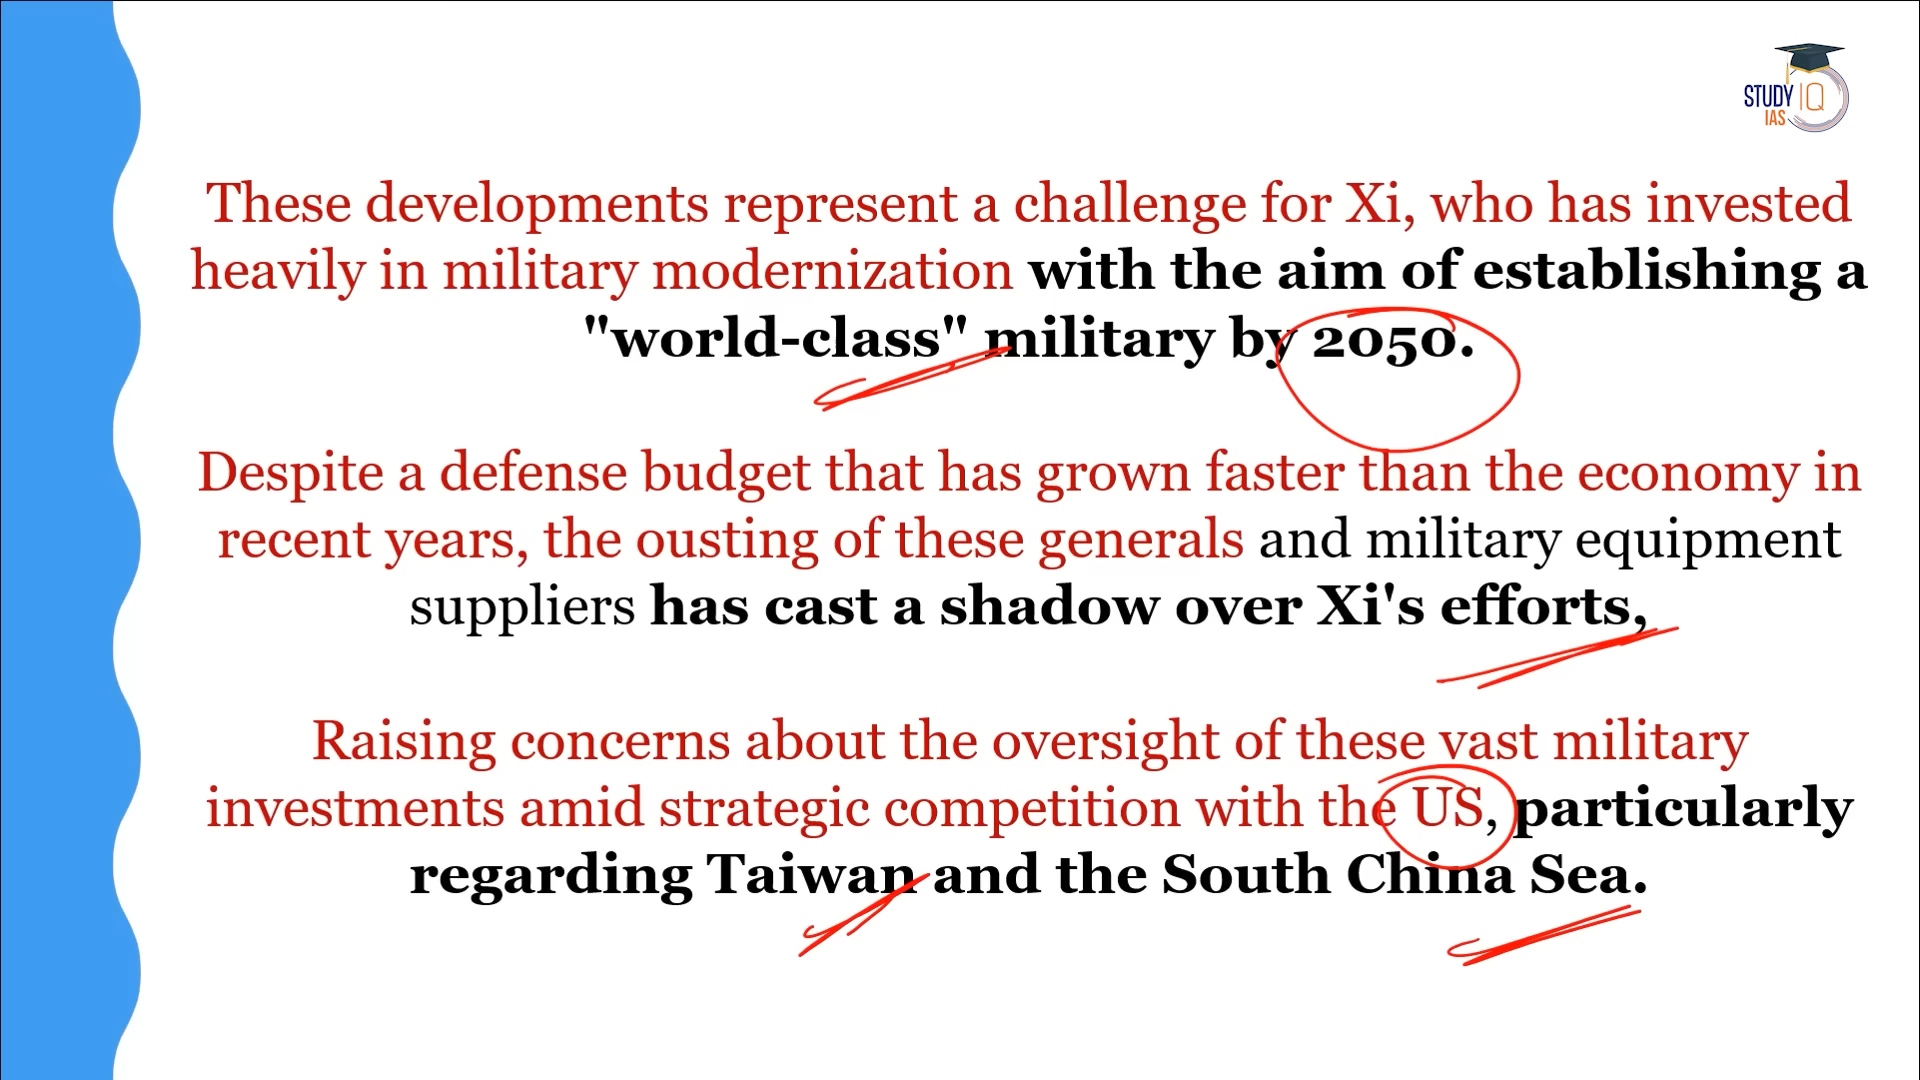 STUDY IQ
IAS
These developments represent a challenge for Xi, who has invested
heavily in military modernization with the aim of establishing a
"world-class" military by 2050.
Despite a defense budget that has grown faster than the economy in
recent years, the ousting of these generals and military equipment
suppliers has cast a shadow over Xi's efforts,
Raising concerns about the oversight of these vast military
investments amid strategic competition with the US, particularly
regarding Taiwan and the South China Sea.